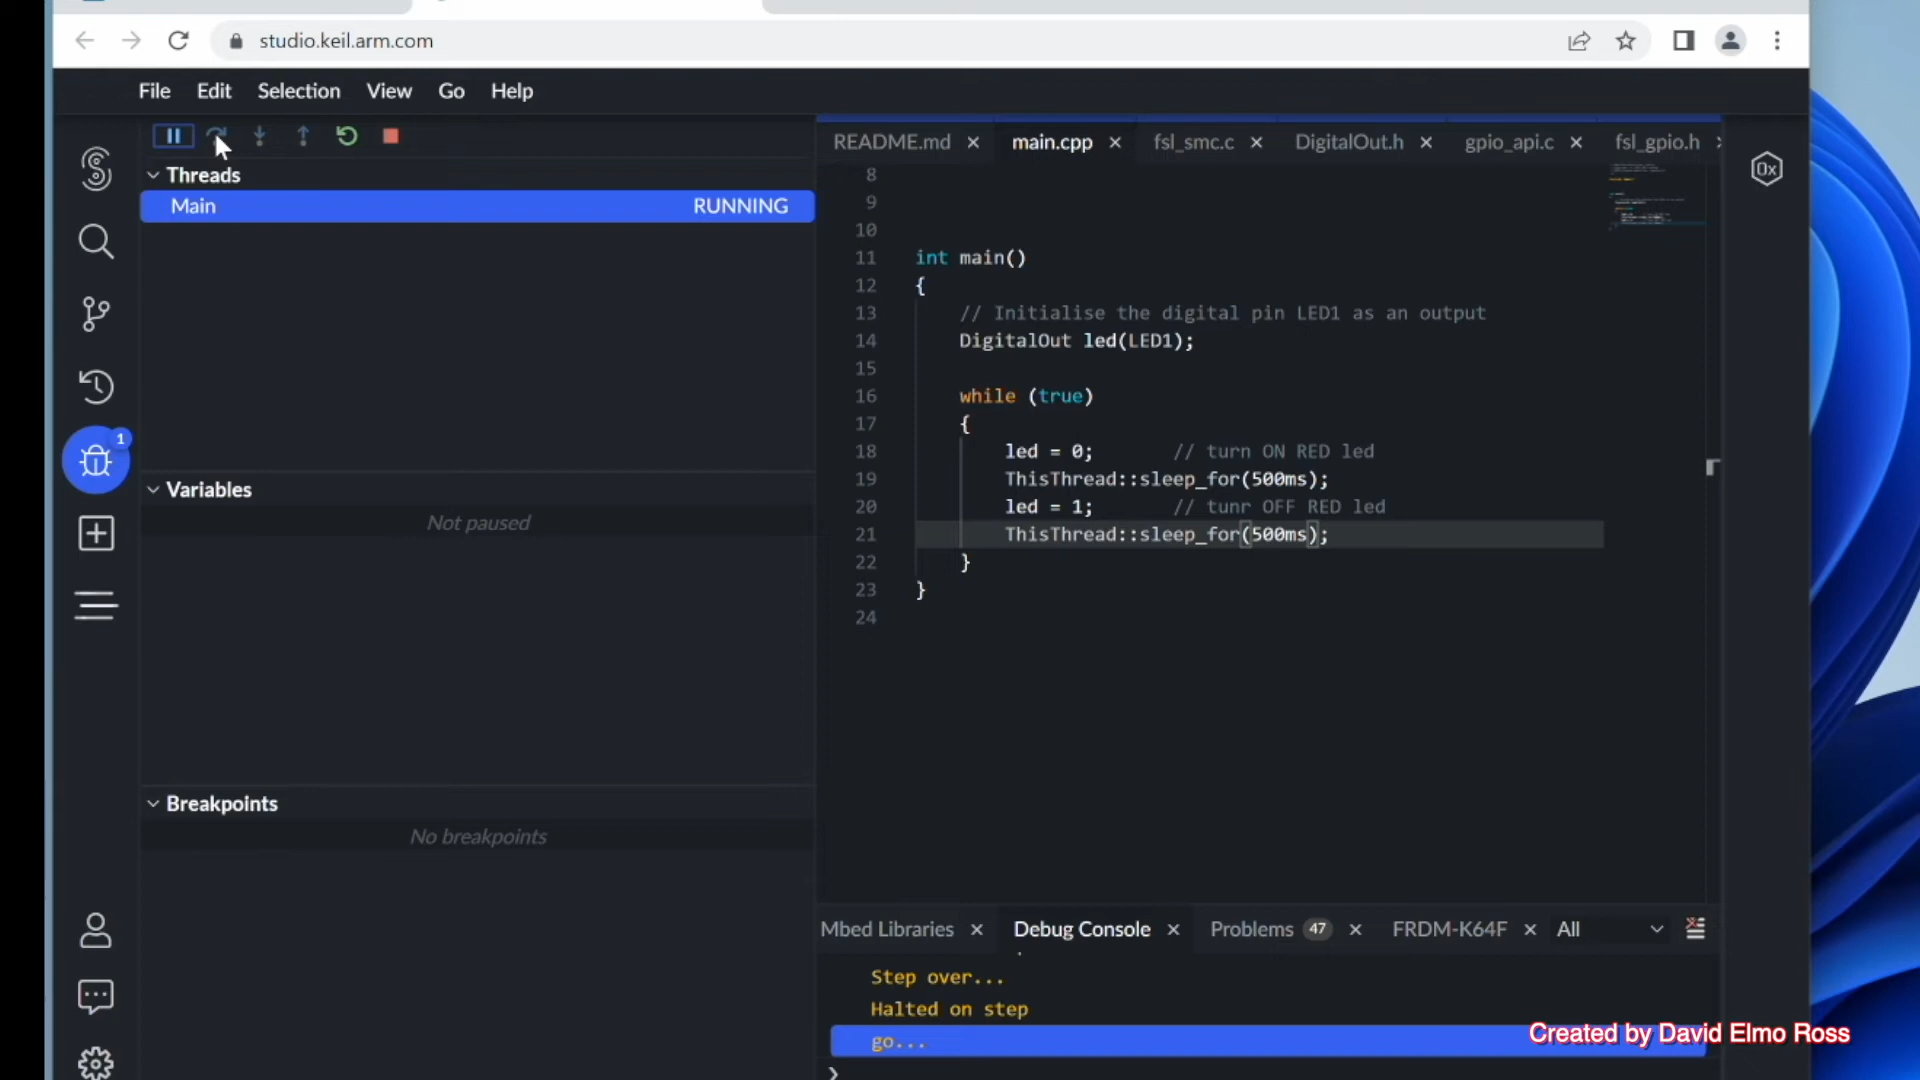 studio.keil.arm.com
File Edit Selection View Go Help
Threads
Main RUNNING
Variables
Not paused
Breakpoints
No breakpoints
1
README.md main.cpp fsl_smc.c DigitalOut.h gpio_api.c fsl_gpio.h
0x
8
9
10
11 int main()
12 {
13 // Initialise the digital pin LED1 as an output
14 DigitalOut led(LED1);
15
16 while (true)
17 {
18 led = 0; // turn ON RED led
19 ThisThread::sleep_for(500ms);
20 led = 1; // tunr OFF RED led
21 ThisThread::sleep_for(500ms);
22 }
23 }
24
Mbed Libraries Debug Console Problems 47 FRDM-K64F All
Step over...
Halted on step
go...
Created by David Elmo Ross